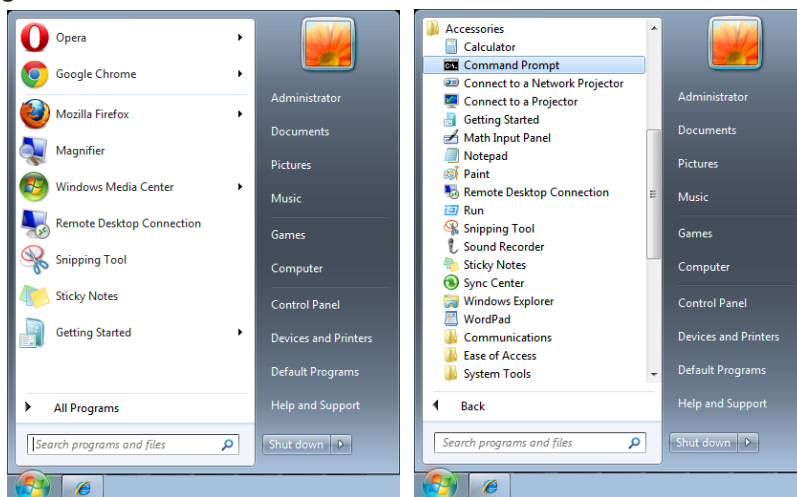 Opera
Google Chrome
Mozilla Firefox
Magnifier
Windows Media Center
Remote Desktop Connection
Snipping Tool
Sticky Notes
Getting Started
All Programs
Search programs and files
Administrator
Documents
Pictures
Music
Games
Computer
Control Panel
Devices and Printers
Default Programs
Help and Support
Shut down
Accessories
Calculator
Command Prompt
Connect to a Network Projector
Connect to a Projector
Getting Started
Math Input Panel
Notepad
Paint
Remote Desktop Connection
Run
Snipping Tool
Sound Recorder
Sticky Notes
Sync Center
Windows Explorer
WordPad
Communications
Ease of Access
System Tools
Back
Search programs and files
Administrator
Documents
Pictures
Music
Games
Computer
Control Panel
Devices and Printers
Default Programs
Help and Support
Shut down